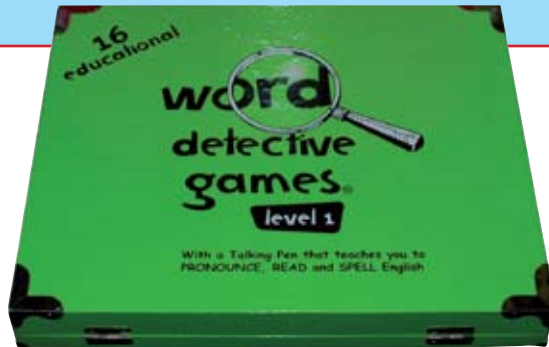 16
educational
word
detective
games®
level 1
With a Talking Pen that teaches you to
PRONOUNCE, READ and SPELL English